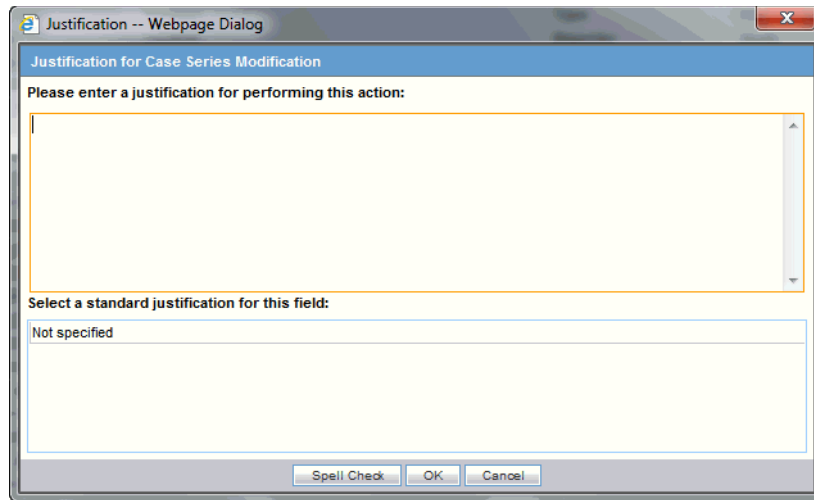 Justification -- Webpage Dialog
Justification for Case Series Modification
Please enter a justification for performing this action:
Select a standard justification for this field:
Not specified
Spell Check OK Cancel